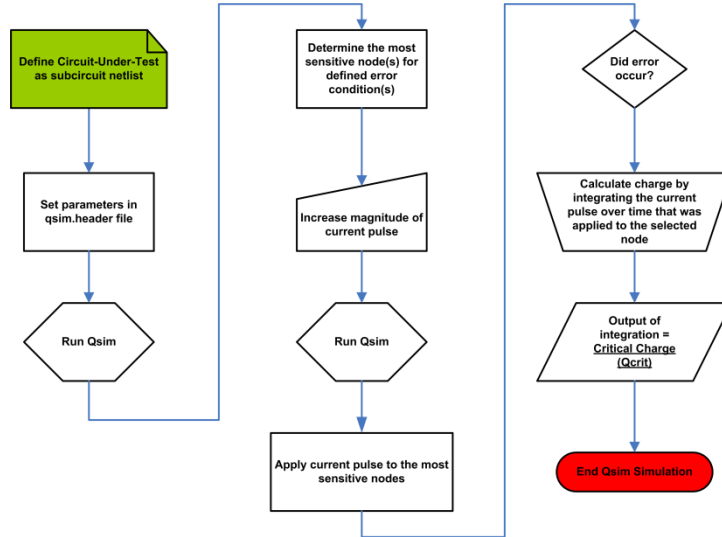 Define Circuit-Under-Test
as subcircuit netlist
Set parameters in
qsim.header file
Run Qsim
Determine the most
sensitive node(s) for
defined error
condition(s)
Increase magnitude of
current pulse
Run Qsim
Apply current pulse to the most
sensitive nodes
Did error
occur?
Calculate charge by
integrating the current
pulse over time that was
applied to the selected
node
Output of
integration =
Critical Charge
(Qcrit)
End Qsim Simulation